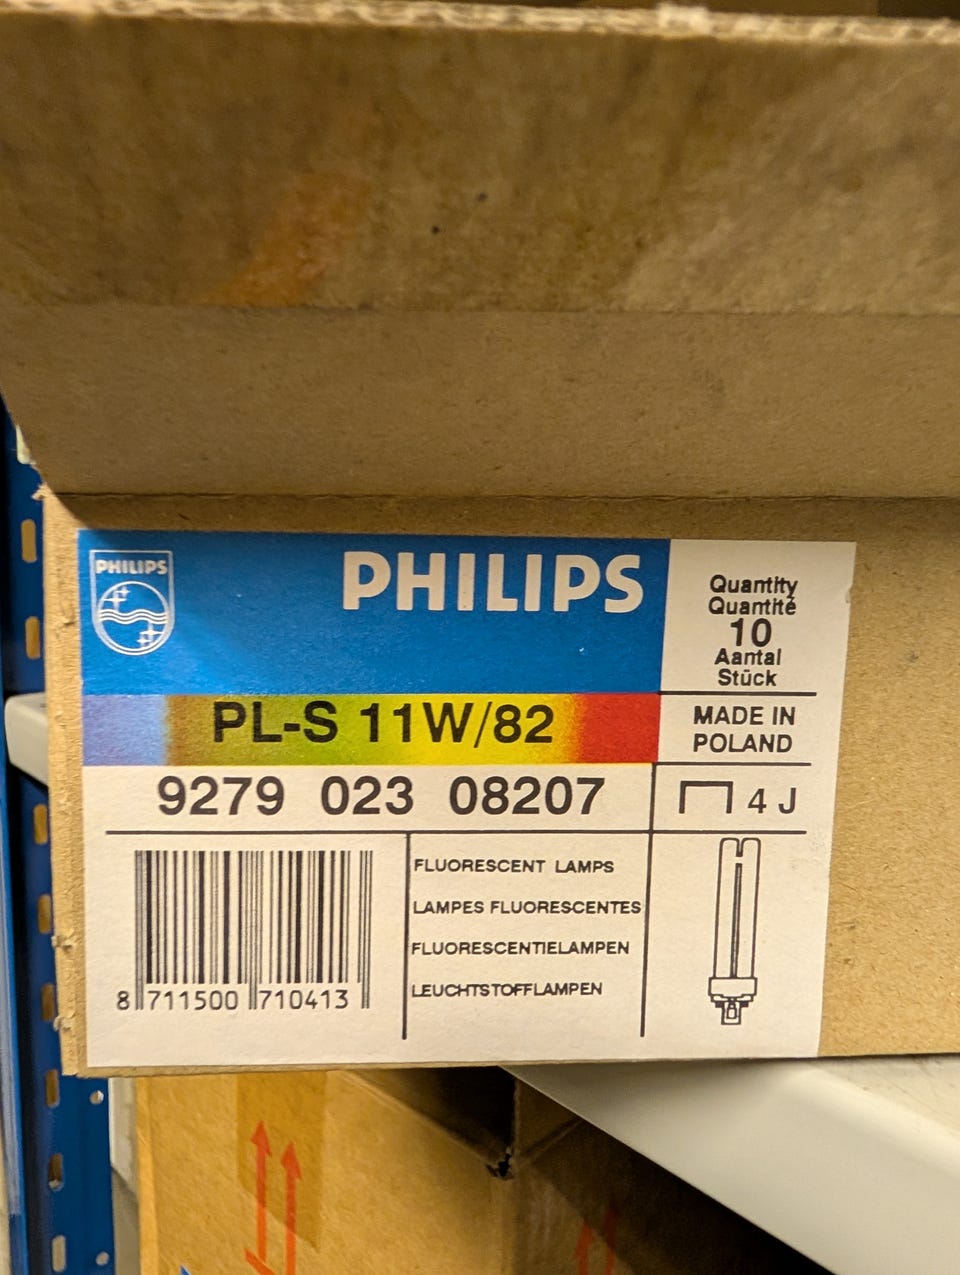 PHILIPS
PHILIPS
Quantity
Quantité
10
Aantal
Stück
PL-S 11W/82
MADE IN
POLAND
9279 023 08207
4 J
FLUORESCENT LAMPS
LAMPES FLUORESCENTES
FLUORESCENTIELAMPEN
LEUCHTSTOFFLAMPEN
8 711500 710413